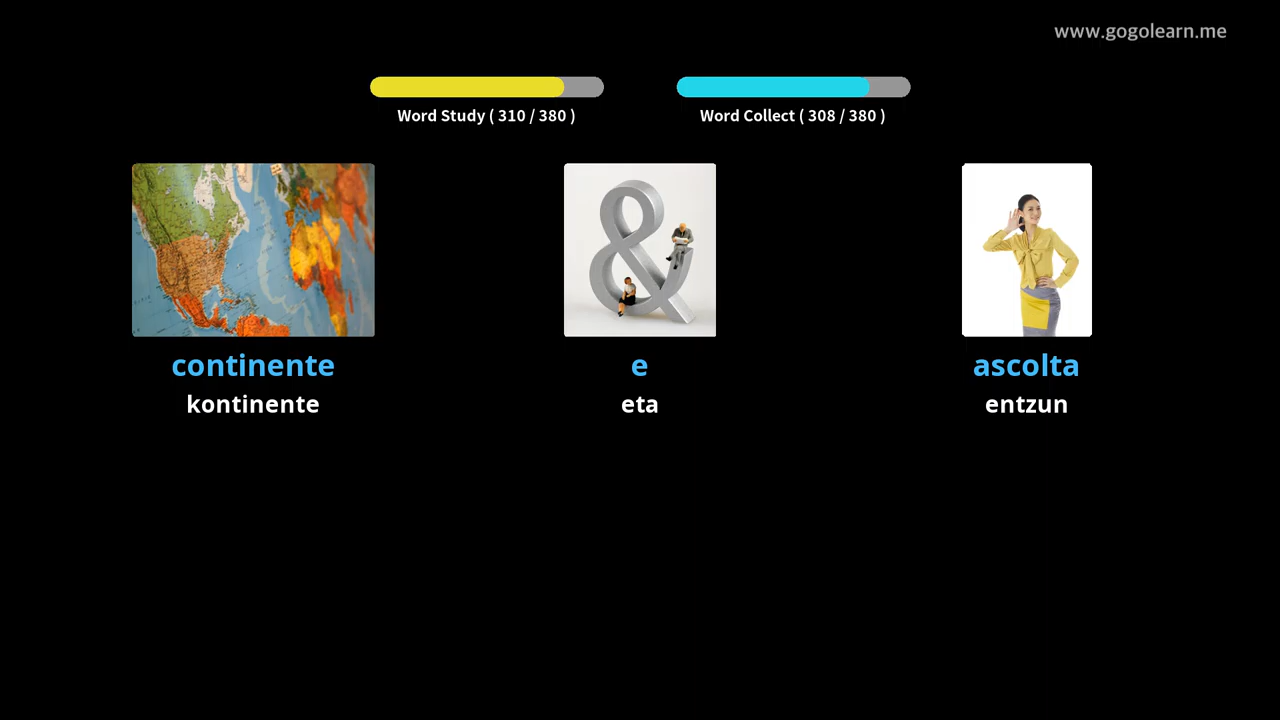 www.gogolearn.me
Word Study ( 310 / 380 )
Word Collect ( 308 / 380 )
continente
kontinente
e
eta
ascolta
entzun